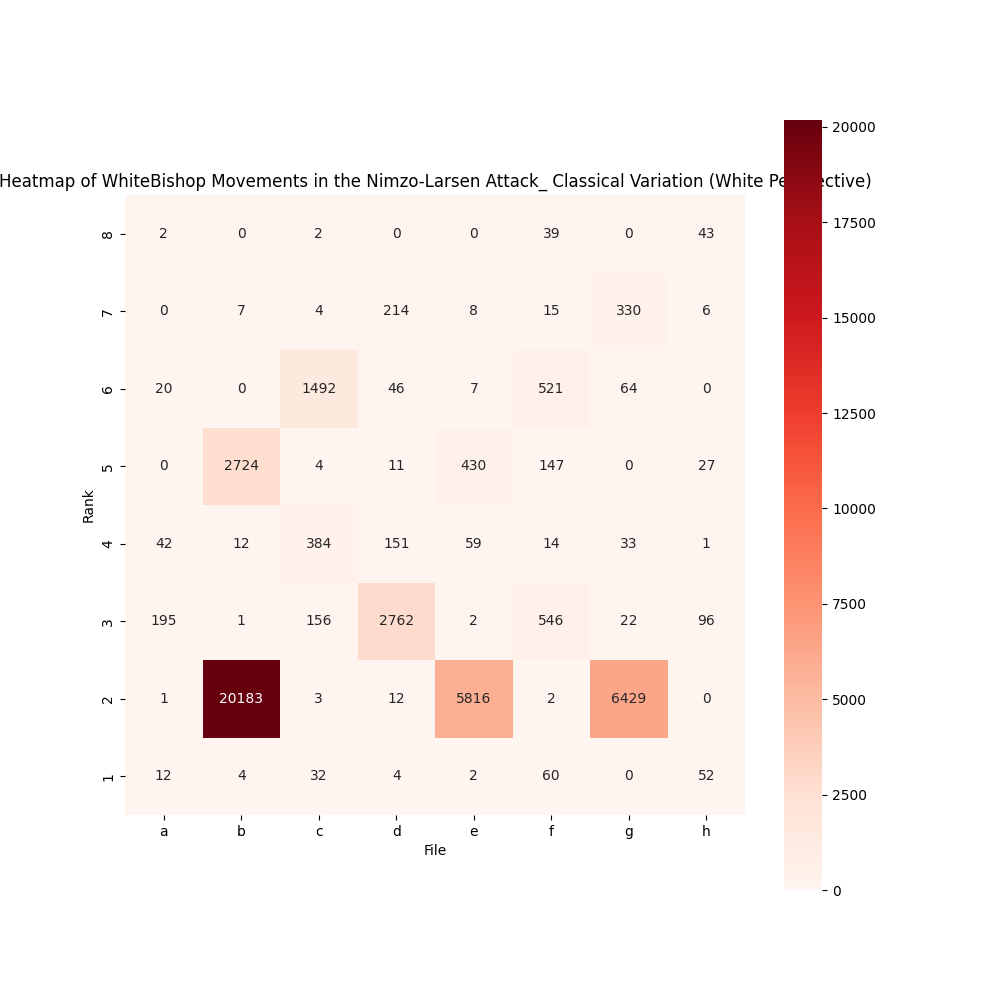 Heatmap of WhiteBishop Movements in the Nimzo-Larsen Attack_ Classical Variation (White Pe ective)
8 2 0 2 0 0 39 0 43
7 0 7 4 214 8 15 330 6
6 20 0 1492 46 7 521 64 0
5 0 2724 4 11 430 147 0 27
4 42 12 384 151 59 14 33 1
3 195 1 156 2762 2 546 22 96
2 1 20183 3 12 5816 2 6429 0
1 12 4 32 4 2 60 0 52
a b c d e f g h
File
Rank
20000
17500
15000
12500
10000
7500
5000
2500
0